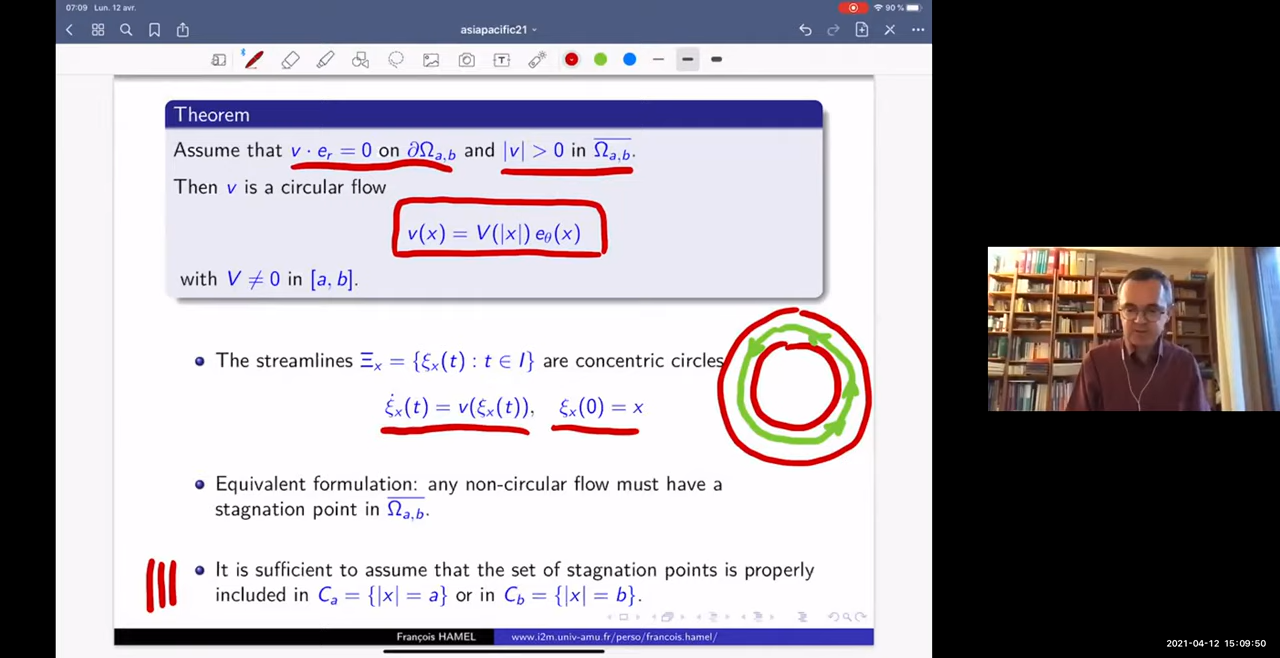 07:09 Lun. 12 avr.
90 %
asiapacific21
T
Theorem
Assume that v · e_r = 0 on ∂Ω_{a,b} and |v| > 0 in \overline{Ω_{a,b}}.
Then v is a circular flow
v(x) = V(|x|) e_θ(x)
with V ≠ 0 in [a, b].
The streamlines Ξ_x = {ξ_x(t) : t ∈ I} are concentric circles
\dot{ξ}_x(t) = v(ξ_x(t)), ξ_x(0) = x
Equivalent formulation: any non-circular flow must have a
stagnation point in \overline{Ω_{a,b}}.
It is sufficient to assume that the set of stagnation points is properly
included in C_a = {|x| = a} or in C_b = {|x| = b}.
François HAMEL www.i2m.univ-amu.fr/perso/francois.hamel/
2021-04-12 15:09:50